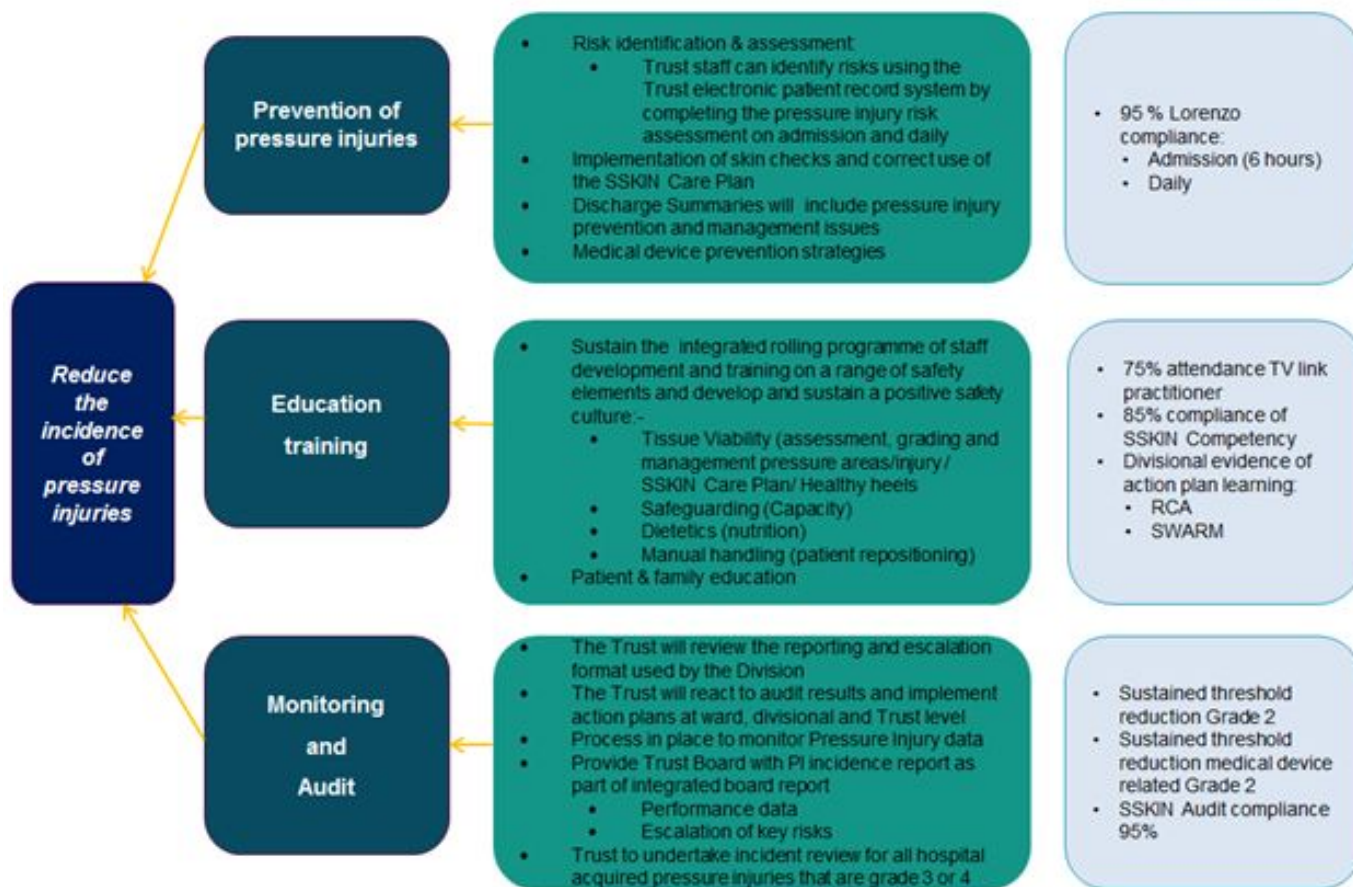 Prevention of
pressure injuries
• Risk identification & assessment:
• Trust staff can identify risks using the
Trust electronic patient record system by
completing the pressure injury risk
assessment on admission and daily
• Implementation of skin checks and correct use of
the SSKIN Care Plan
• Discharge Summaries will include pressure injury
prevention and management issues
• Medical device prevention strategies
• 95 % Lorenzo
compliance:
• Admission (6 hours)
• Daily
Reduce
the
incidence
of
pressure
injuries
Education
training
• Sustain the integrated rolling programme of staff
development and training on a range of safety
elements and develop and sustain a positive safety
culture:-
• Tissue Viability (assessment, grading and
management pressure areas/injury /
SSKIN Care Plan/ Healthy heels
• Safeguarding (Capacity)
• Dietetics (nutrition)
• Manual handling (patient repositioning)
• Patient & family education
• 75% attendance TV link
practitioner
• 85% compliance of
SSKIN Competency
• Divisional evidence of
action plan learning:
• RCA
• SWARM
Monitoring
and
Audit
• The Trust will review the reporting and escalation
format used by the Division
• The Trust will react to audit results and implement
action plans at ward, divisional and Trust level
• Process in place to monitor Pressure Injury data
• Provide Trust Board with PI incidence report as
part of integrated board report
• Performance data
• Escalation of key risks
• Trust to undertake incident review for all hospital
acquired pressure injuries that are grade 3 or 4
• Sustained threshold
reduction Grade 2
• Sustained threshold
reduction medical device
related Grade 2
• SSKIN Audit compliance
95%